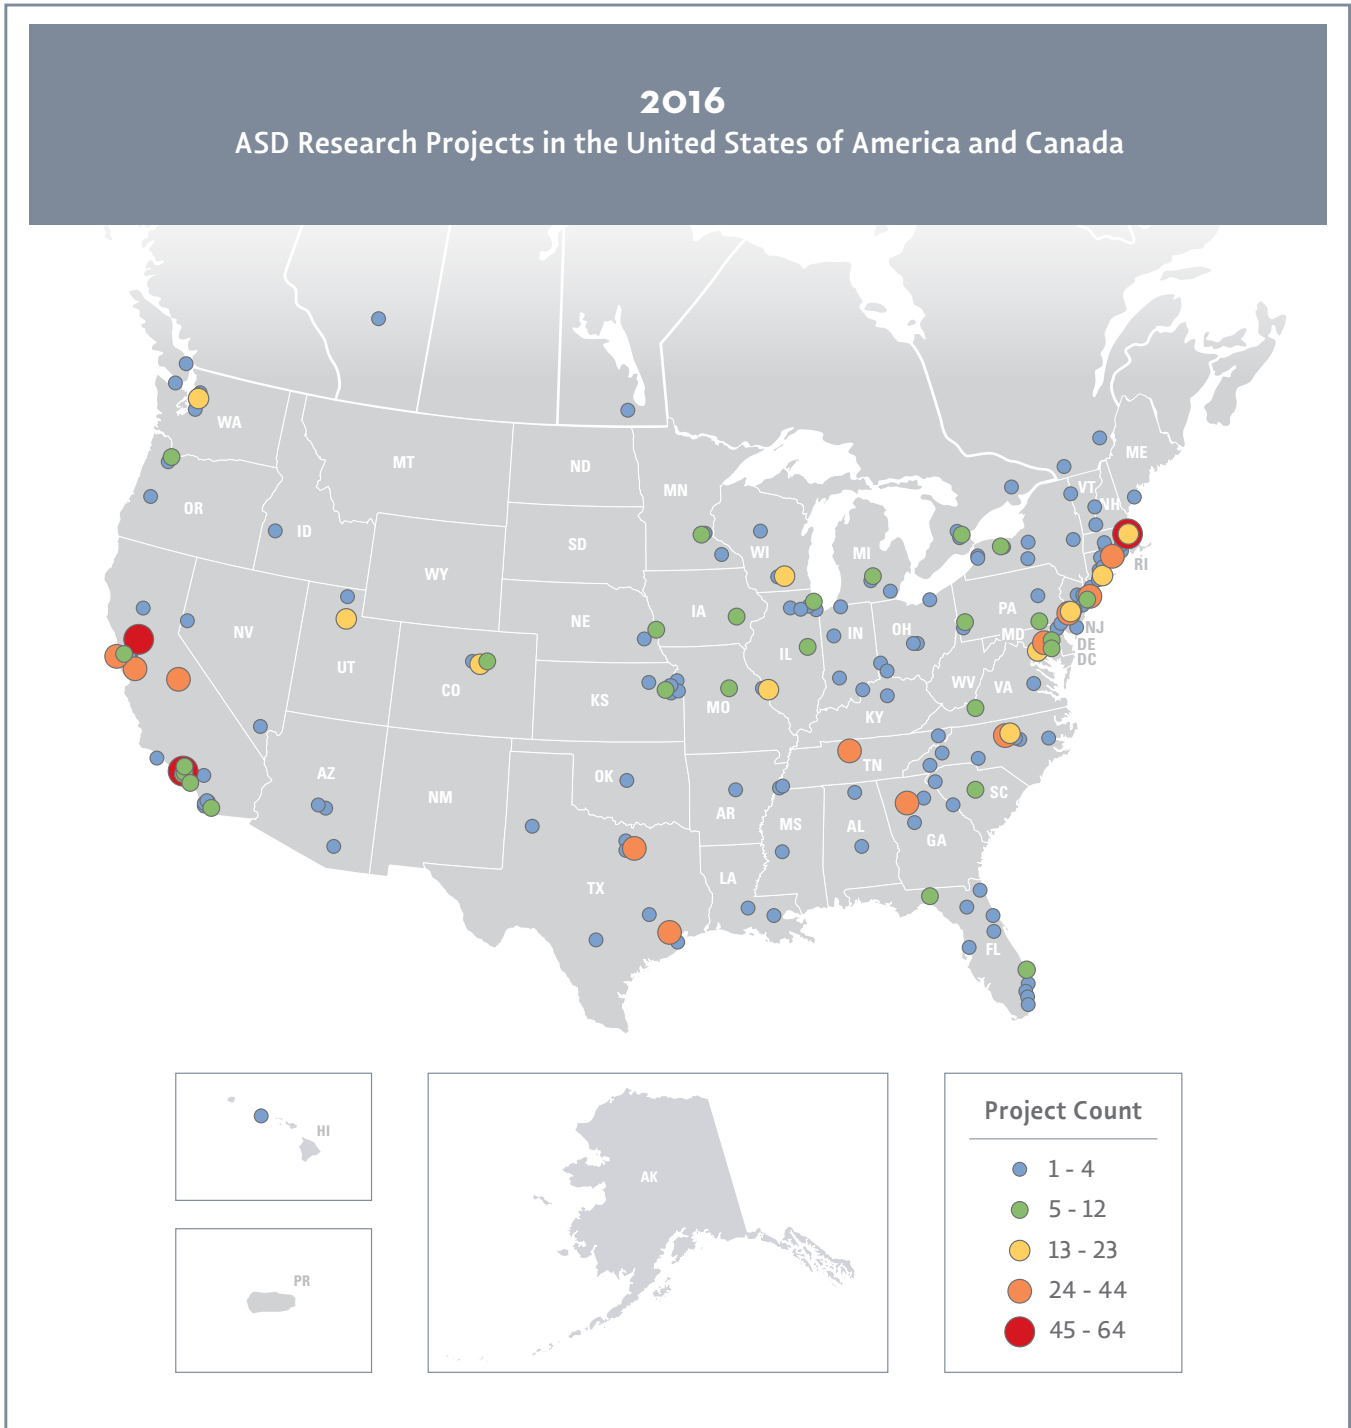 2016
ASD Research Projects in the United States of America and Canada
WA
MT
ND
MN
ME
VT
NH
OR
ID
SD
WI
MI
RI
WY
NE
IA
PA
NV
UT
CO
IL
IN
OH
MD
NJ
DE
DC
KS
MO
KY
WV
VA
AZ
NM
OK
AR
TN
MS
AL
GA
SC
TX
LA
FL
HI
PR
AK
Project Count
1 - 4
5 - 12
13 - 23
24 - 44
45 - 64